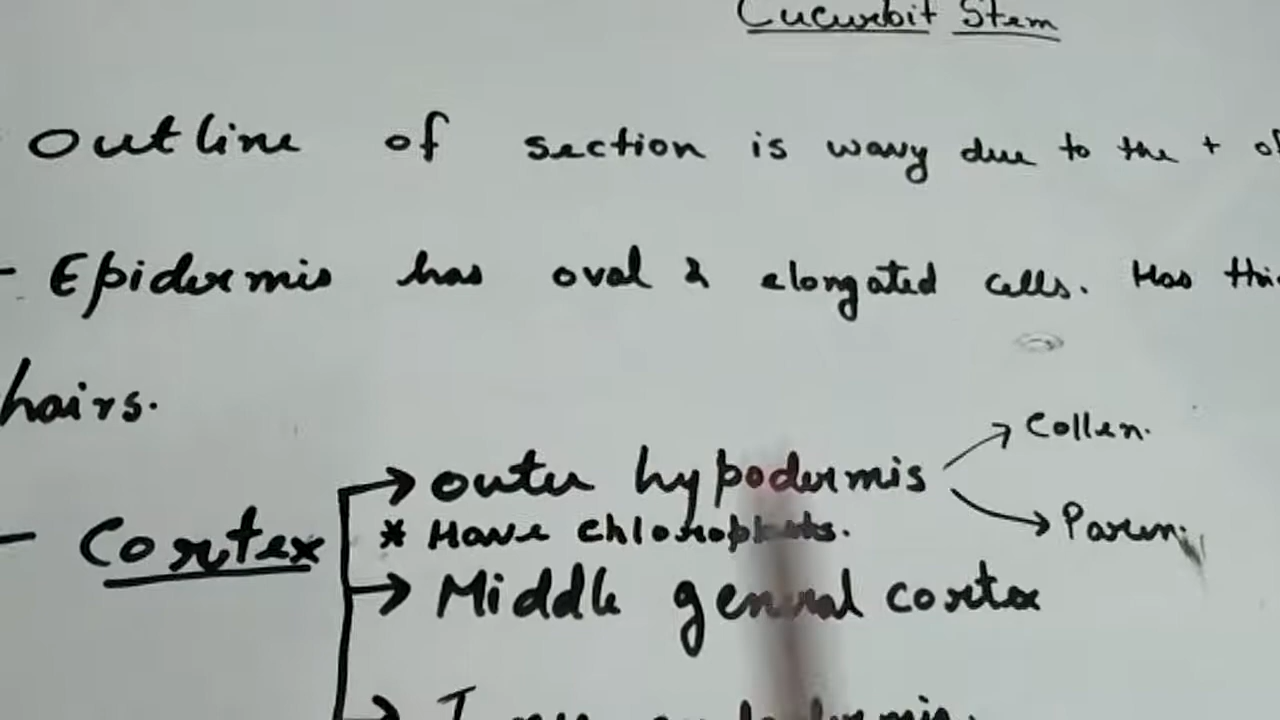 Cucurbit Stem
outline of section is wavy due to the + of
- Epidermis has oval & elongated cells. Has
hairs.
→ Collen.
→ outer hypodermis
* Have chloroplasts.
→ Paren.
- Cortex
→ Middle general cortex